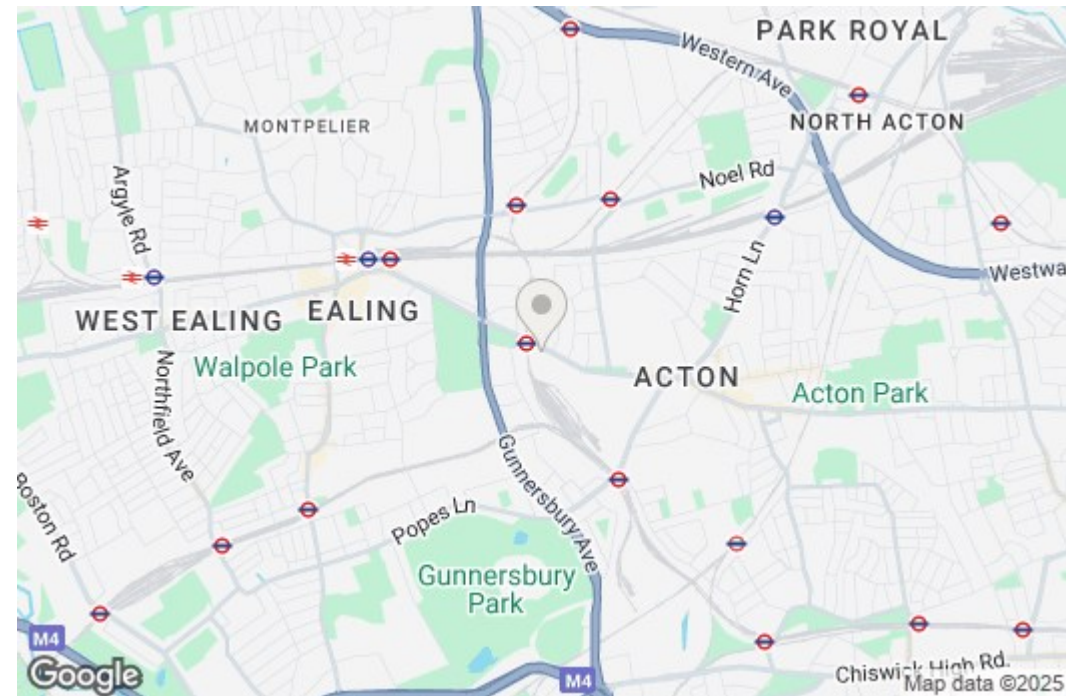 PARK ROYAL
Western Ave
MONTPELIER
NORTH ACTON
Argyle Rd
Noel Rd
Horn Ln
Westwa
WEST EALING
EALING
Walpole Park
ACTON
Acton Park
Northfield Ave
Gunnersbury Ave
Boston Rd
Popes Ln
Gunnersbury
Park
M4
M4
Chiswick High Rd.
Google
Map data ©2025